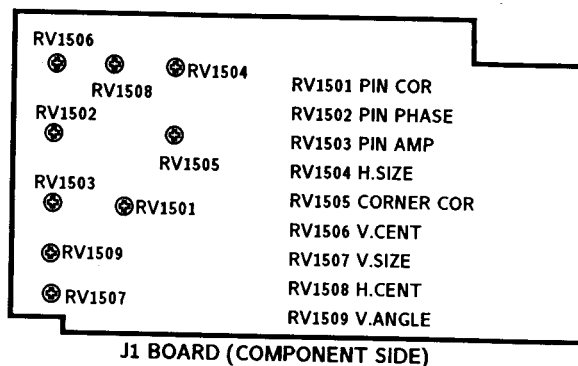 RV1506
RV1508
RV1504
RV1502
RV1505
RV1503
RV1501
RV1509
RV1507
RV1501 PIN COR
RV1502 PIN PHASE
RV1503 PIN AMP
RV1504 H.SIZE
RV1505 CORNER COR
RV1506 V.CENT
RV1507 V.SIZE
RV1508 H.CENT
RV1509 V.ANGLE
J1 BOARD (COMPONENT SIDE)